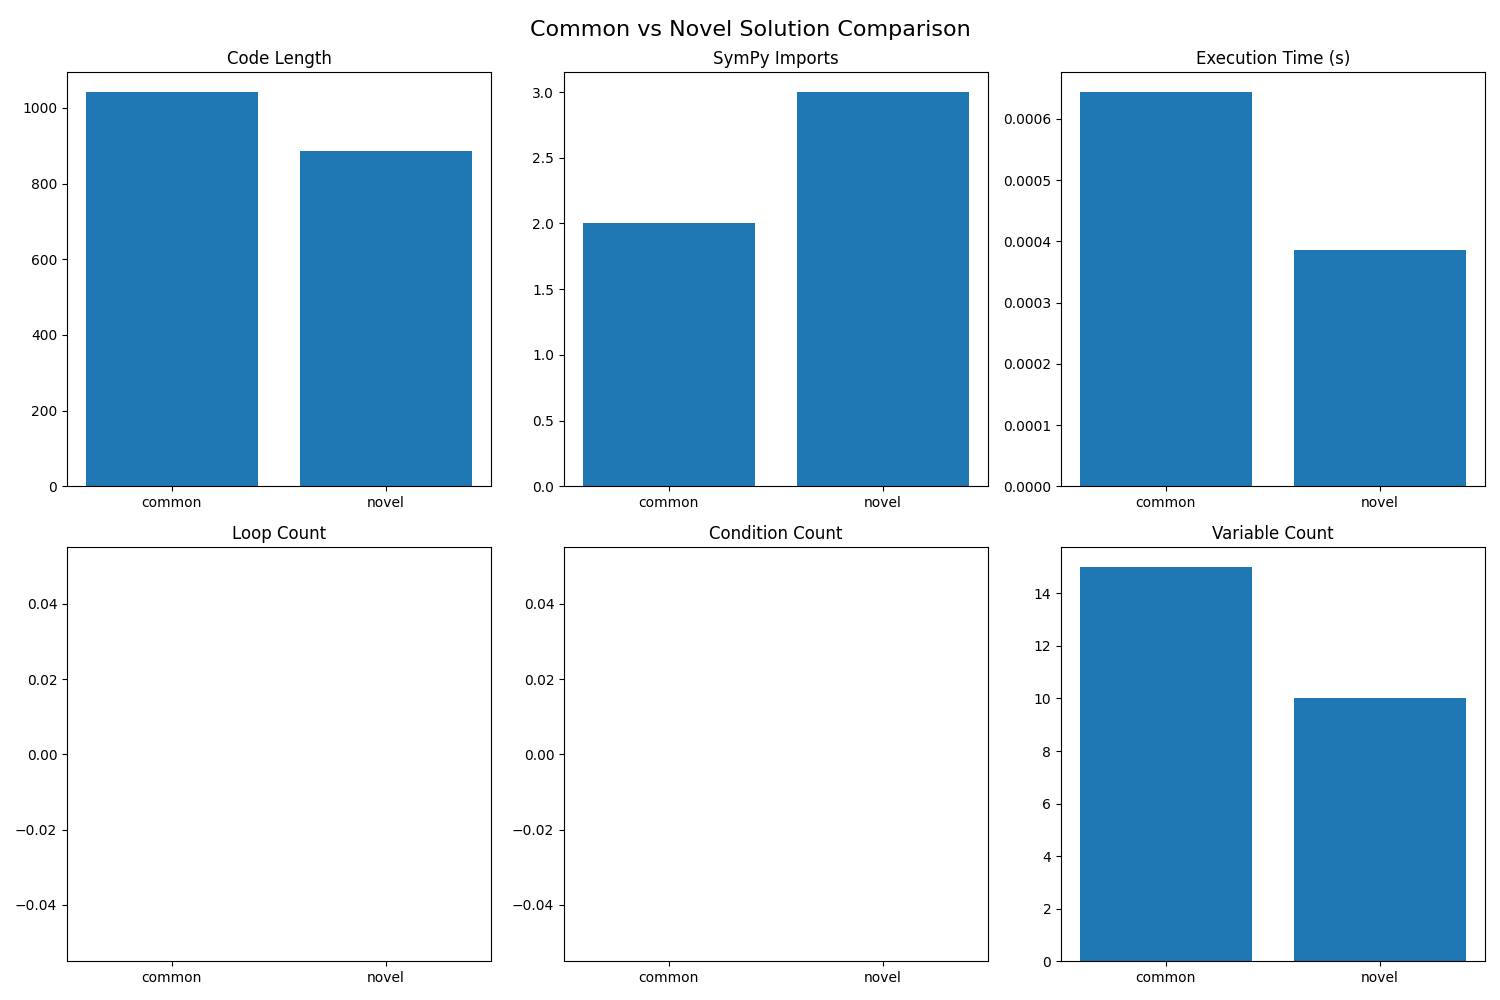 Common vs Novel Solution Comparison
Code Length
1000
800
600
400
200
0
common novel
SymPy Imports
3.0
2.5
2.0
1.5
1.0
0.5
0.0
common novel
Execution Time (s)
0.0006
0.0005
0.0004
0.0003
0.0002
0.0001
0.0000
common novel
Loop Count
0.04
0.02
0.00
−0.02
−0.04
common novel
Condition Count
0.04
0.02
0.00
−0.02
−0.04
common novel
Variable Count
14
12
10
8
6
4
2
0
common novel